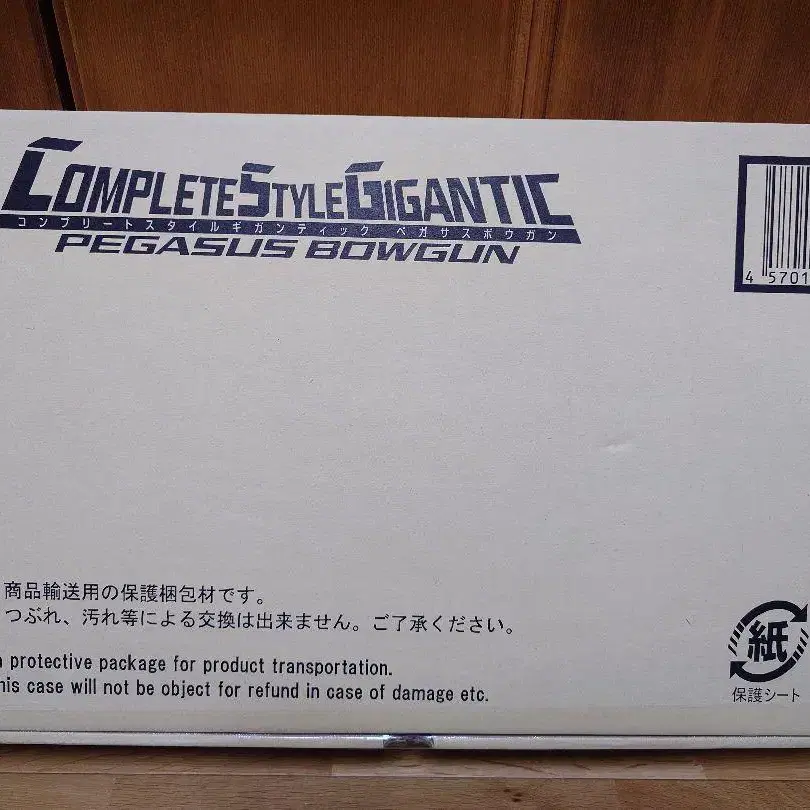 COMPLETE STYLE GIGANTIC
コンプリートスタイルギガンティック ペガサスボウガン
PEGASUS BOWGUN
4 5701
商品輸送用の保護梱包材です。
つぶれ、汚れ等による交換は出来ません。ご了承ください。
protective package for product transportation.
his case will not be object for refund in case of damage etc.
紙
保護シート